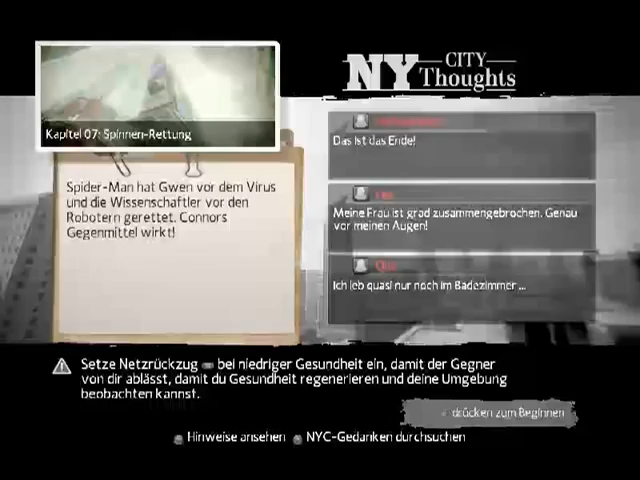 NY CITY
Thoughts
Kapitel 07: Spinnen-Rettung
Spider-Man hat Gwen vor dem Virus
und die Wissenschaftler vor den
Robotern gerettet. Connors
Gegenmittel wirkt!
Das ist das Ende!
Meine Frau ist grad zusammengebrochen. Genau
vor meinen Augen!
Ich leb quasi nur noch im Badezimmer ...
Setze Netzrückzug bei niedriger Gesundheit ein, damit der Gegner
von dir ablässt, damit du Gesundheit regenerieren und deine Umgebung
beobachten kannst.
drücken zum Beginnen
Hinweise ansehen NYC-Gedanken durchsuchen